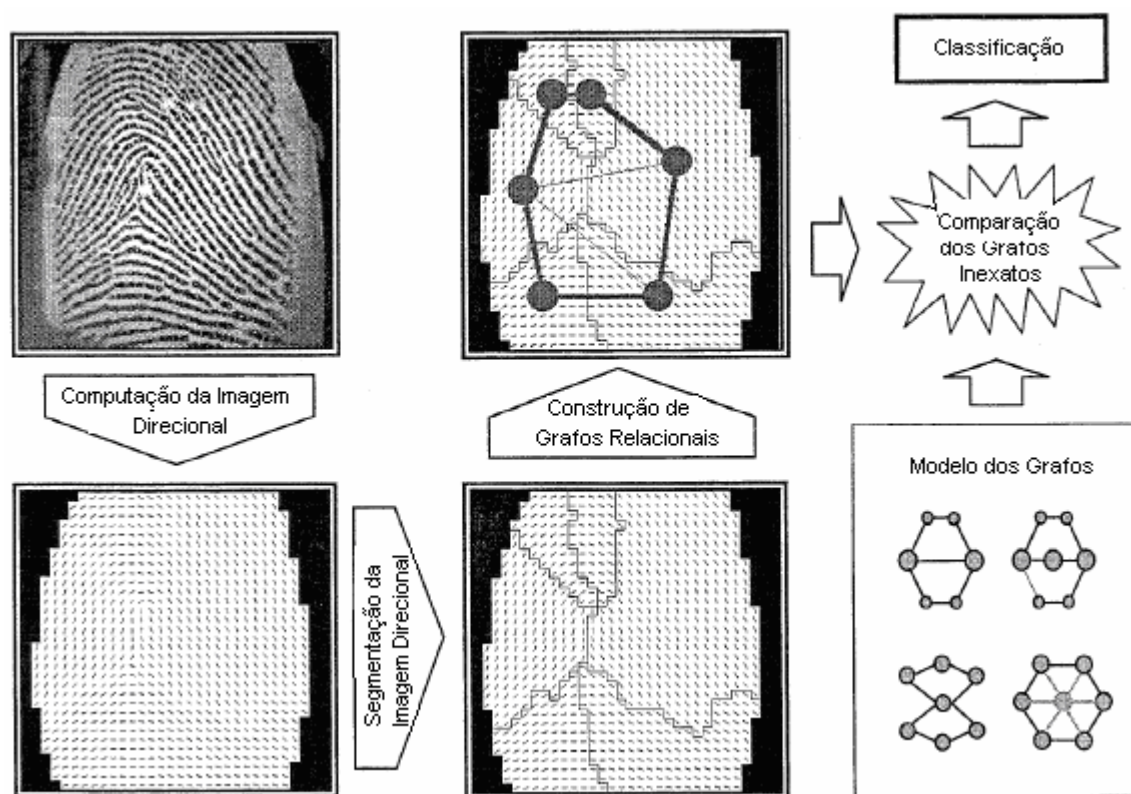 Computação da Imagem
Direcional
Segmentação da
Imagem Direcional
Construção de
Grafos Relacionais
Comparação
dos Grafos
Inexatos
Classificação
Modelo dos Grafos